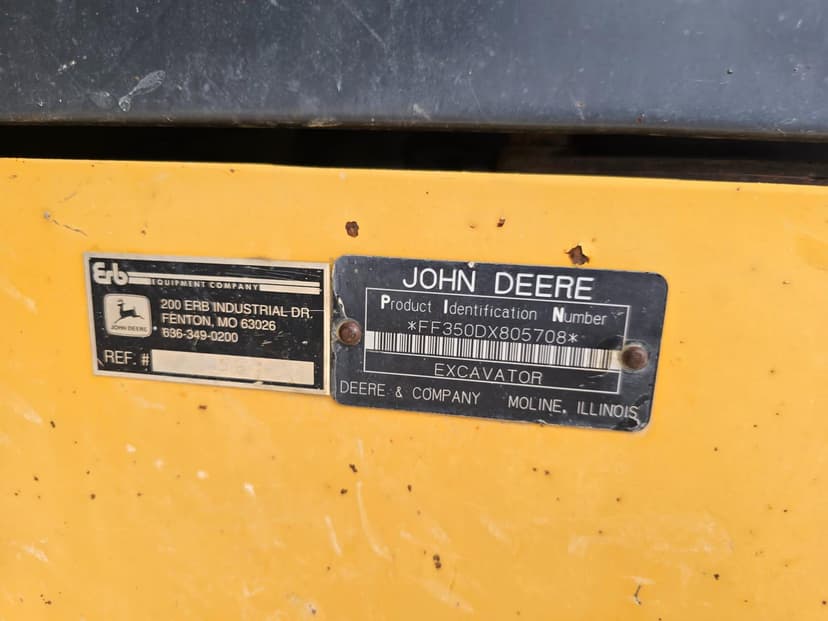 Erb
EQUIPMENT COMPANY
JOHN DEERE
200 ERB INDUSTRIAL DR.
FENTON, MO 63026
636-349-0200
REF. #
JOHN DEERE
Product Identification Number
*FF350DX805708*
EXCAVATOR
DEERE & COMPANY MOLINE, ILLINOIS